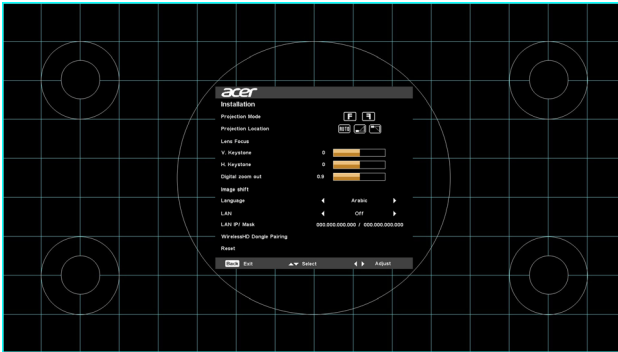 acer
Installation
Projection Mode
Projection Location AUTO
Lens Focus
V. Keystone 0
H. Keystone 0
Digital zoom out 0.9
Image shift
Language Arabic
LAN Off
LAN IP/ Mask 000.000.000.000 / 000.000.000.000
WirelessHD Dongle Pairing
Reset
Back Exit Select Adjust